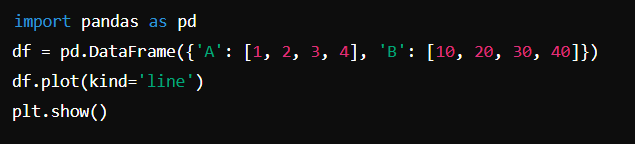 import pandas as pd
df = pd.DataFrame({'A': [1, 2, 3, 4], 'B': [10, 20, 30, 40]})
df.plot(kind='line')
plt.show()